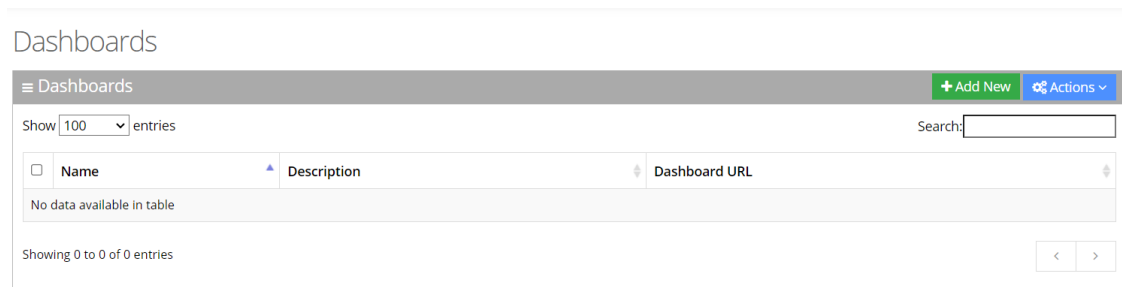 Dashboards
Dashboards Add New Actions
Show 100 entries Search:
Name Description Dashboard URL
No data available in table
Showing 0 to 0 of 0 entries